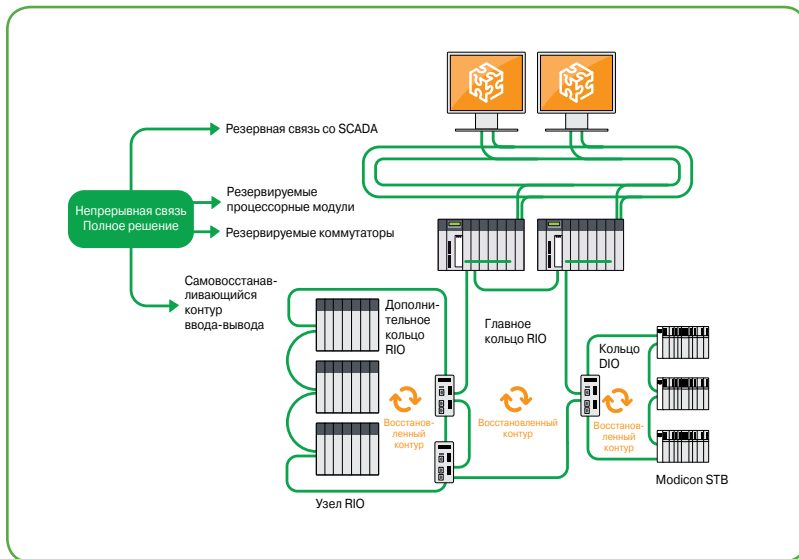 Резервная связь со SCADA
Непрерывная связь
Полное решение
Резервируемые
процессорные модули
Резервируемые коммутаторы
Самовосстанав-
ливающийся
контур
ввода-вывода
Дополни-
тельное
кольцо
RIO
Главное
кольцо RIO
Кольцо
DIO
Восстанов-
ленный
контур
Восстановленный
контур
Восстанов-
ленный
контур
Узел RIO
Modicon STB